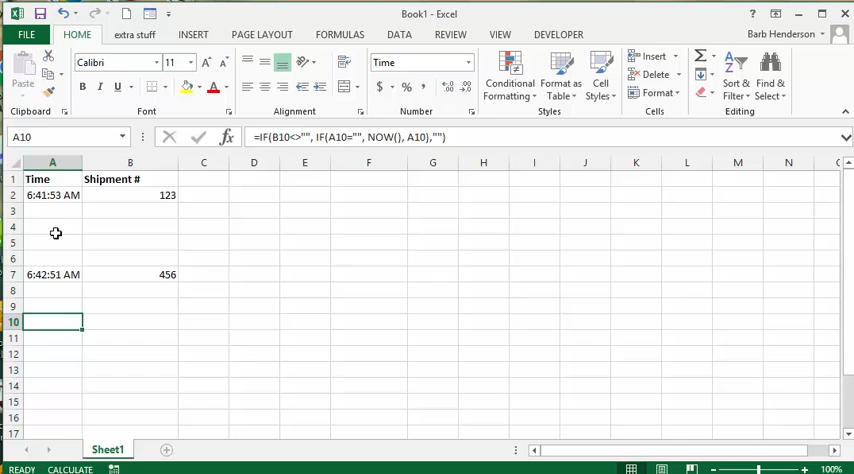 Book1 - Excel
FILE HOME extra stuff INSERT PAGE LAYOUT FORMULAS DATA REVIEW VIEW DEVELOPER Barb Henderson
Calibri 11 Time Insert
Paste B I U $ % Conditional Formatting Format as Table Cell Styles Delete Sort & Filter Find & Select
Format
Clipboard Font Alignment Number Styles Cells Editing
A10 fx =IF(B10<>"", IF(A10="", NOW(), A10),"")
A B C D E F G H I J K L M N
1 Time Shipment #
2 6:41:53 AM 123
3
4
5
6
7 6:42:51 AM 456
8
9
10
11
12
13
14
15
16
17
Sheet1
READY CALCULATE 100%